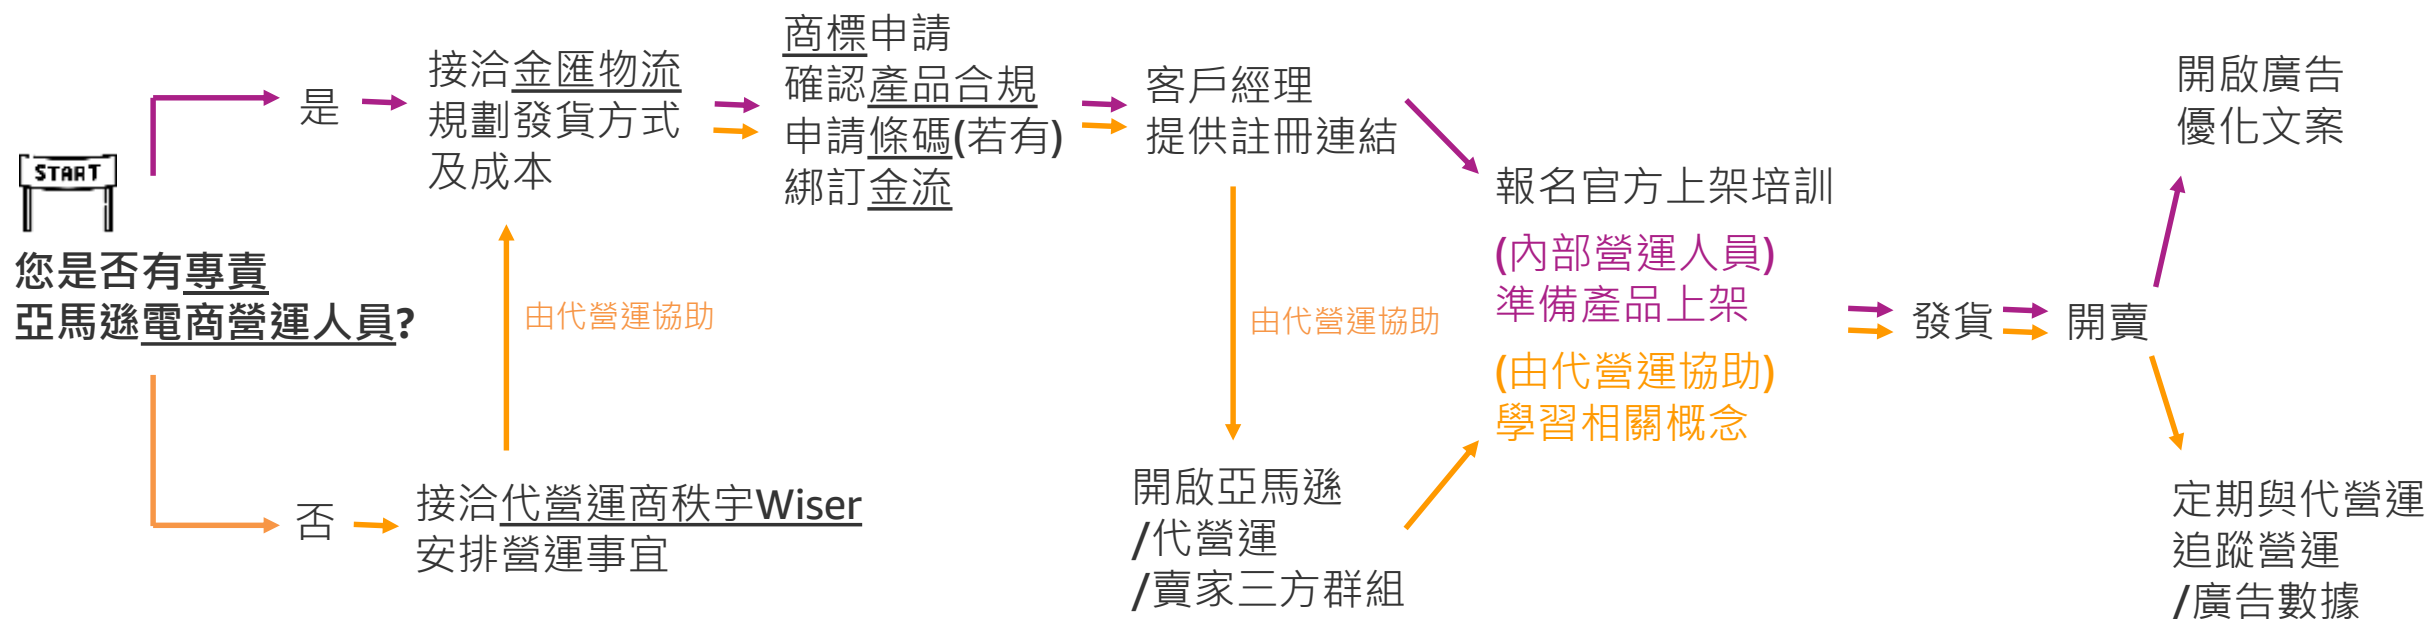 START
您是否有專責
亞馬遜電商營運人員?
是
接洽金匯物流
規劃發貨方式
及成本
商標申請
確認產品合規
申請條碼(若有)
綁訂金流
客戶經理
提供註冊連結
報名官方上架培訓
(內部營運人員)
準備產品上架
(由代營運協助)
學習相關概念
發貨
開賣
開啟廣告
優化文案
否
接洽代營運商秩宇Wiser
安排營運事宜
由代營運協助
由代營運協助
開啟亞馬遜
/代營運
/賣家三方群組
定期與代營運
追蹤營運
/廣告數據